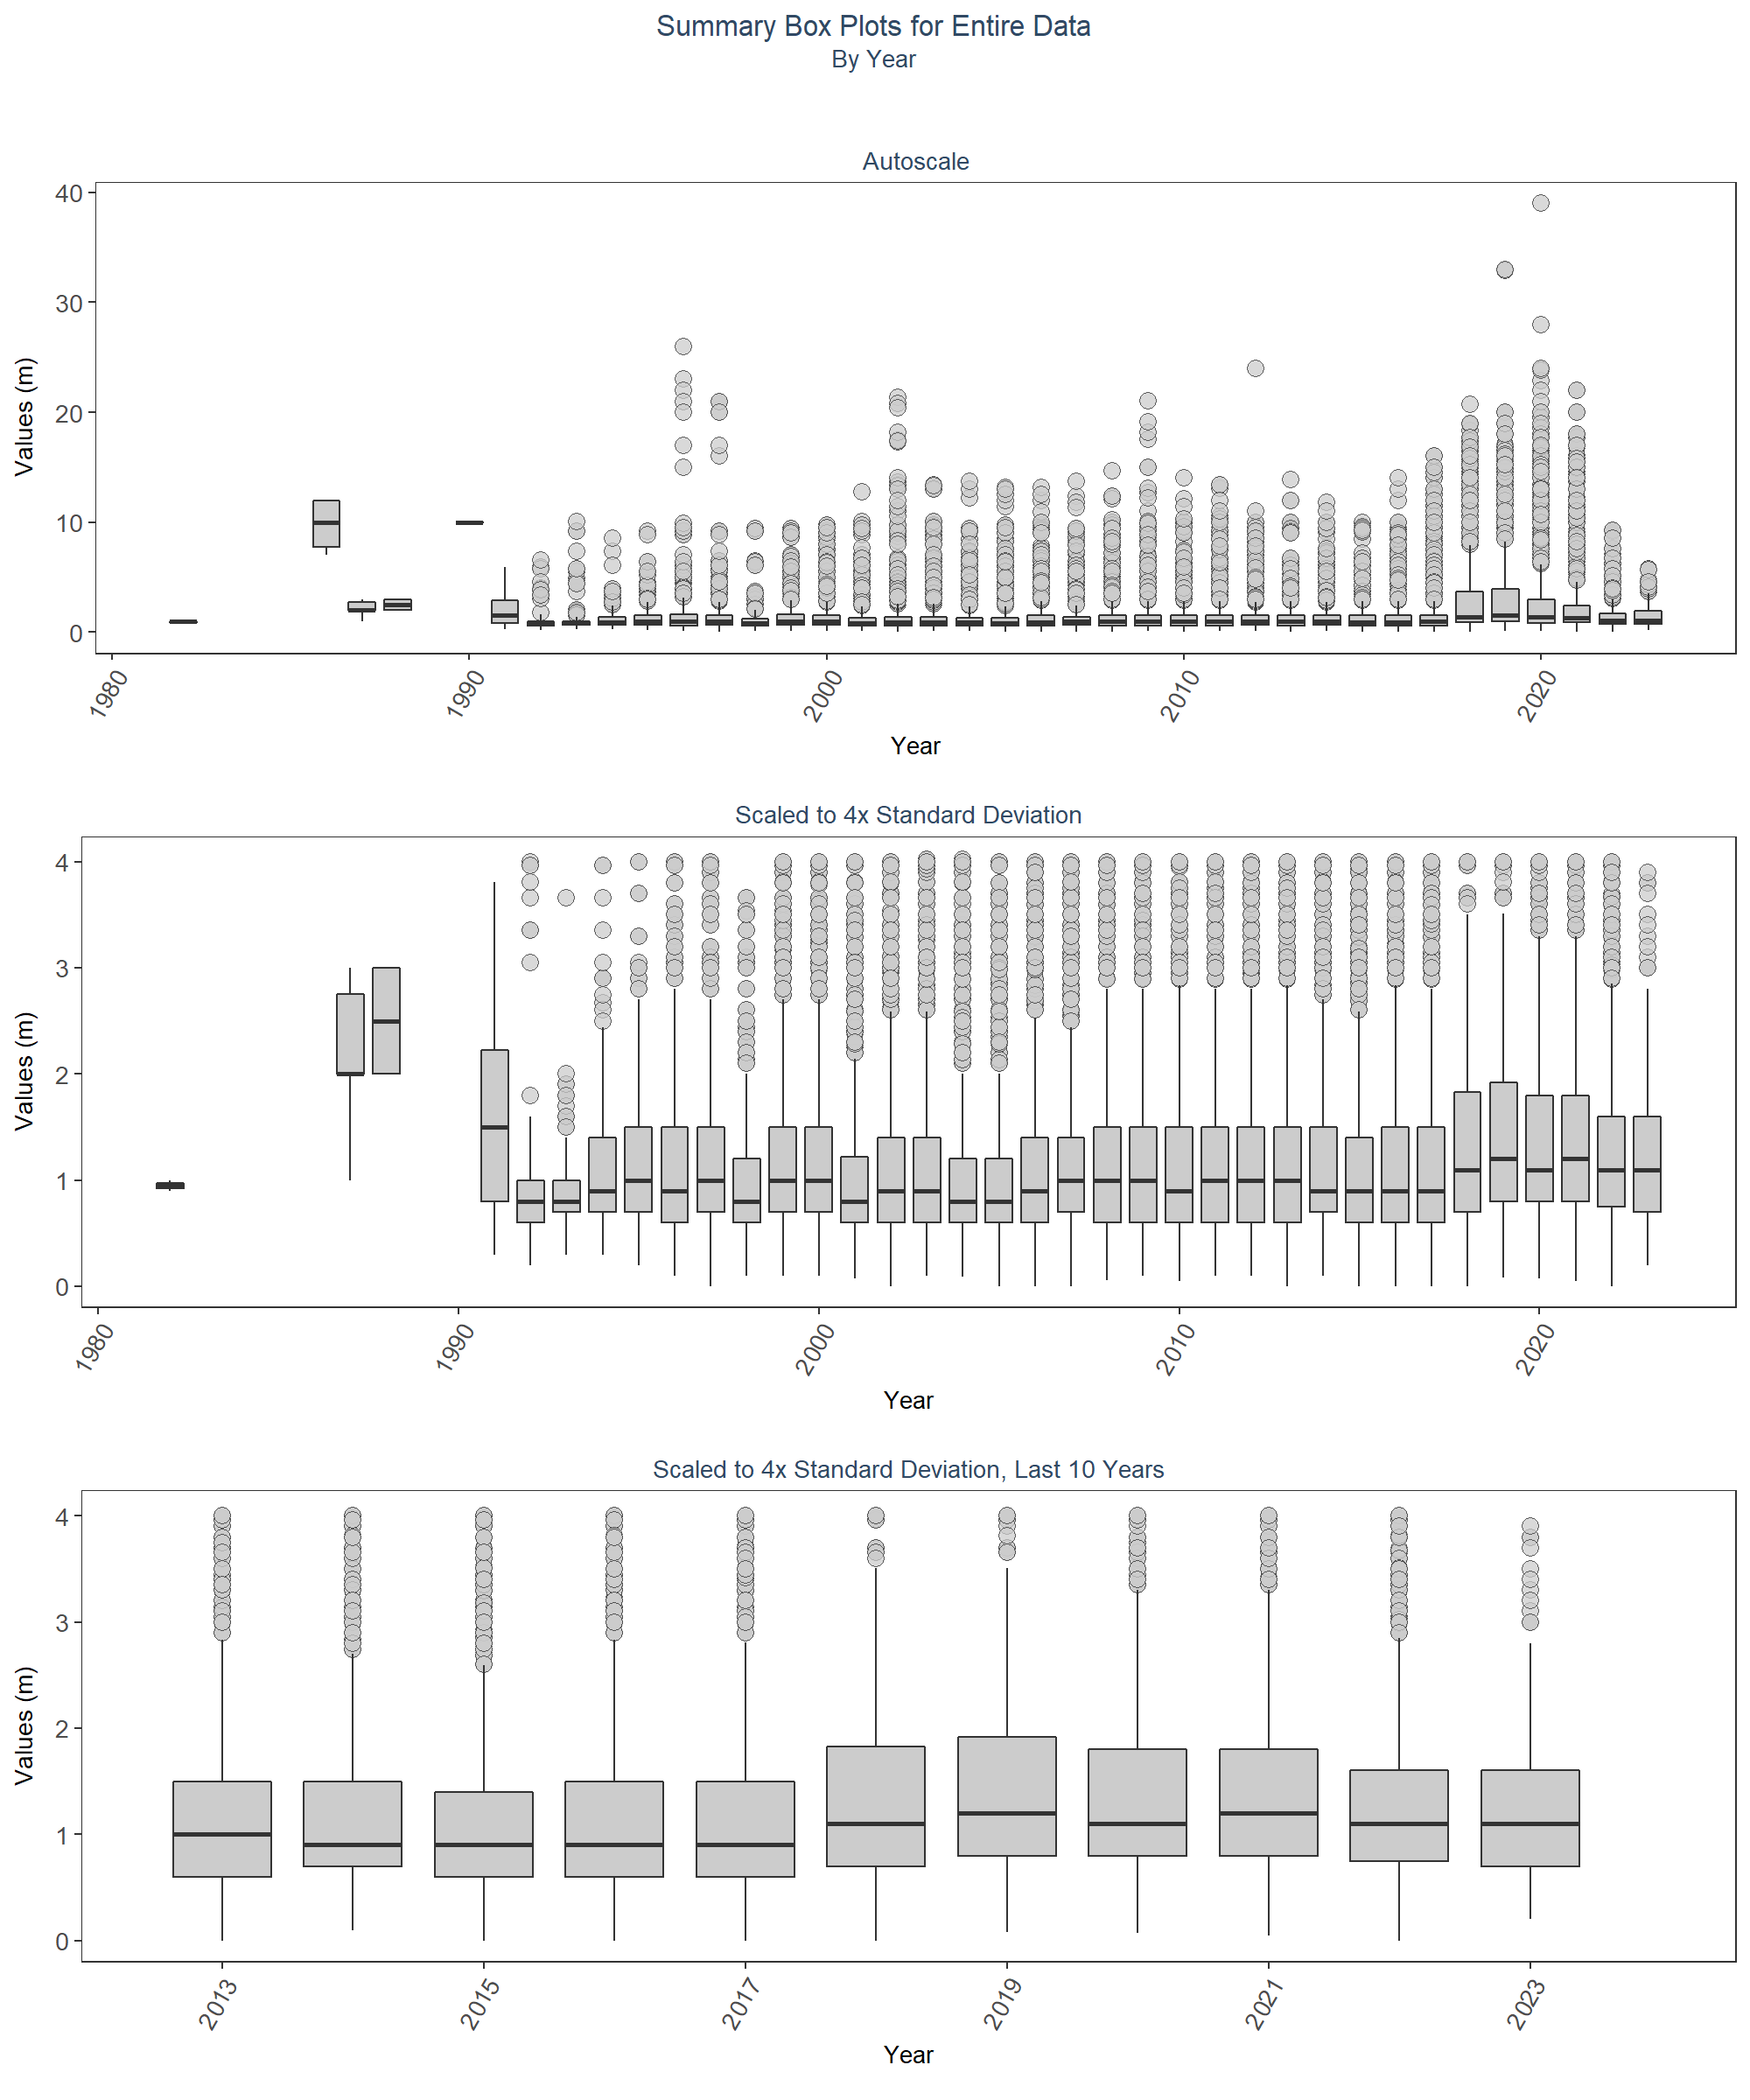 Summary Box Plots for Entire Data
By Year
Autoscale
Values (m)
40
30
20
10
0
1980
1990
2000
2010
2020
Year
Scaled to 4x Standard Deviation
Values (m)
4
3
2
1
0
1980
1990
2000
2010
2020
Year
Scaled to 4x Standard Deviation, Last 10 Years
Values (m)
4
3
2
1
0
2013
2015
2017
2019
2021
2023
Year